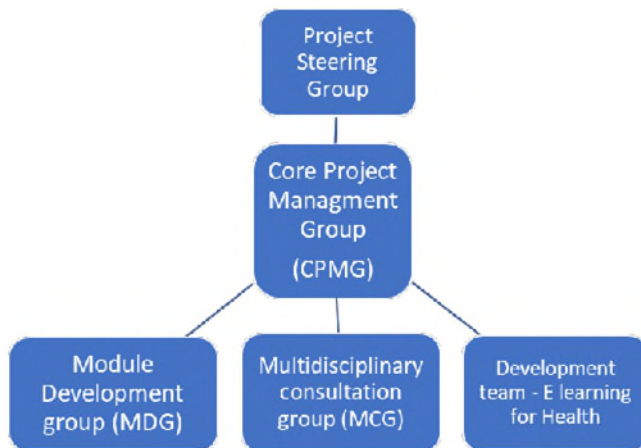 Project
Steering
Group
Core Project
Managment
Group
(CPMG)
Module
Development
group (MDG)
Multidisciplinary
consultation
group (MCG)
Development
team - E learning
for Health